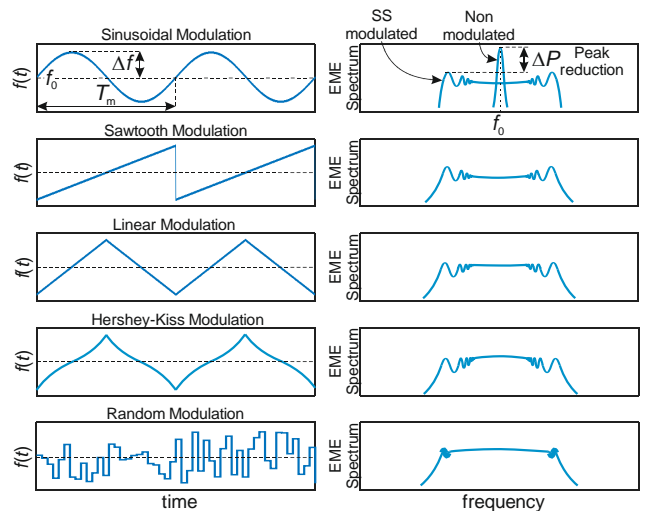 Sinusoidal Modulation
f(t)
Δf
f0
Tm
SS
modulated
Non
modulated
ΔP
Peak
reduction
EME
Spectrum
f0
Sawtooth Modulation
f(t)
EME
Spectrum
Linear Modulation
f(t)
EME
Spectrum
Hershey-Kiss Modulation
f(t)
EME
Spectrum
Random Modulation
f(t)
EME
Spectrum
time
frequency